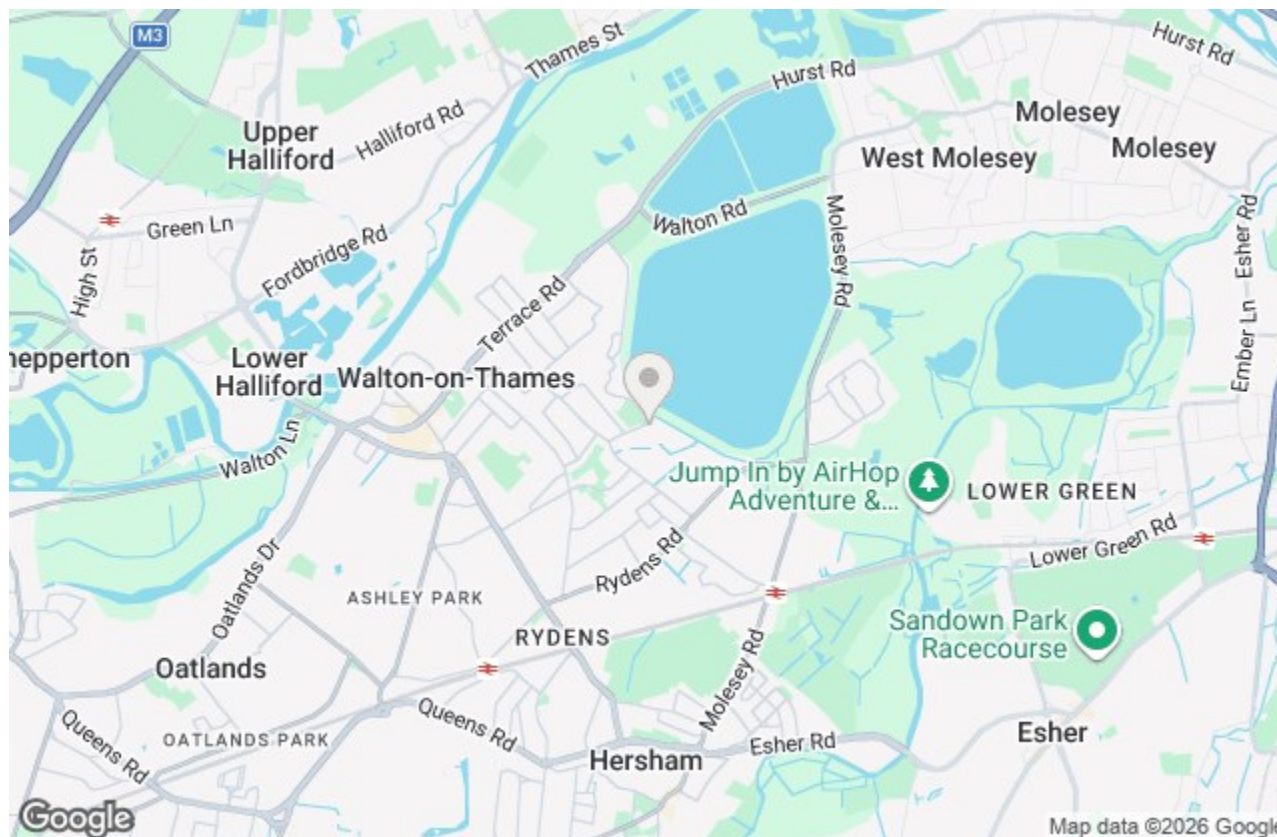 M3
Thames St
Hurst Rd
Hurst Rd
Upper
Halliford
Halliford Rd
Molesey
Molesey
West Molesey
Green Ln
Fordbridge Rd
Walton Rd
Molesey Rd
Ember Ln
Esher Rd
High St
Terrace Rd
hepperton
Lower
Halliford
Walton-on-Thames
Walton Ln
Jump In by AirHop
Adventure &...
LOWER GREEN
Lower Green Rd
Rydens Rd
Oatlands Dr
ASHLEY PARK
RYDENS
Sandown Park
Racecourse
Oatlands
Molesey Rd
Queens Rd
Queens Rd
OATLANDS PARK
Hersham
Esher Rd
Esher
Google
Map data ©2026 Google